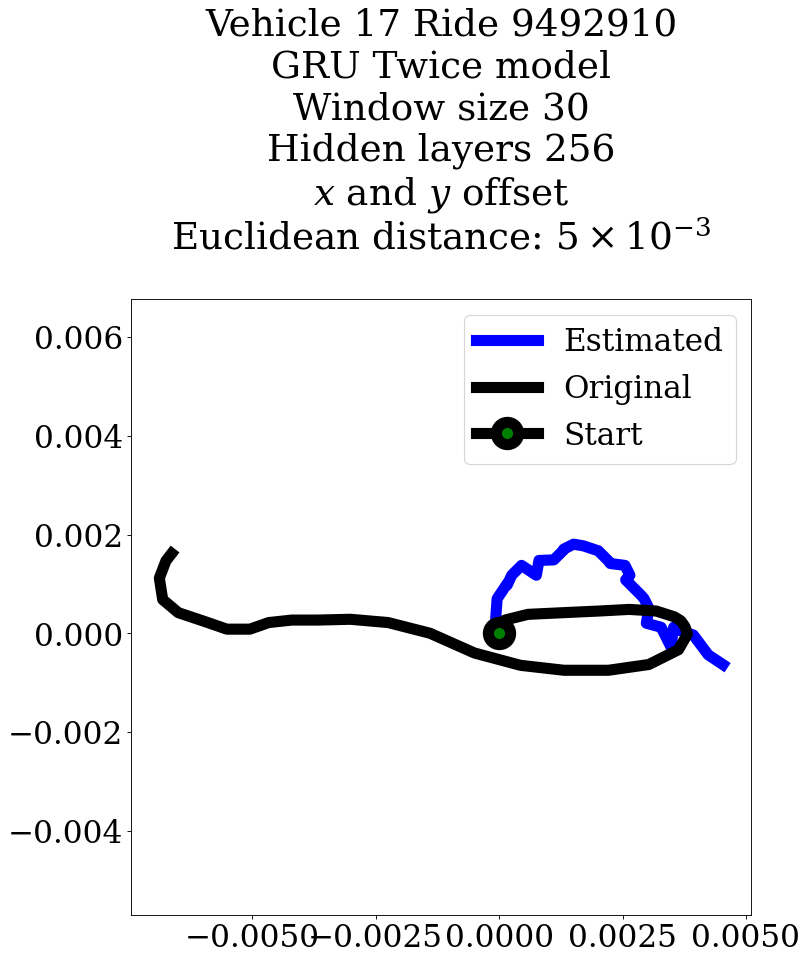 Vehicle 17 Ride 9492910
GRU Twice model
Window size 30
Hidden layers 256
x and y offset
Euclidean distance: 5 × 10⁻³
Estimated
Original
Start
0.006
0.004
0.002
0.000
−0.002
−0.004
−0.0050 −0.0025 0.0000 0.0025 0.0050